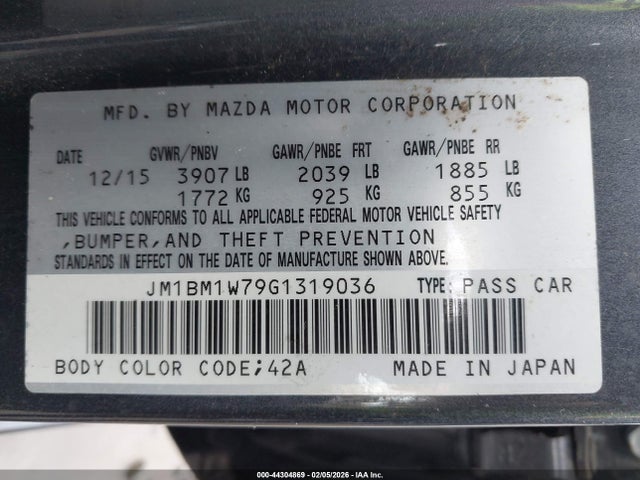 MFD. BY MAZDA MOTOR CORPORATION
DATE GVWR/PNBV GAWR/PNBE FRT GAWR/PNBE RR
12/15 3907 LB 2039 LB 1885 LB
1772 KG 925 KG 855 KG
THIS VEHICLE CONFORMS TO ALL APPLICABLE FEDERAL MOTOR VEHICLE SAFETY
,BUMPER,AND THEFT PREVENTION
STANDARDS IN EFFECT ON THE DATE OF MANUFACTURE SHOWN ABOVE.
JM1BM1W79G1319036 TYPE: PASS CAR
BODY COLOR CODE;42A MADE IN JAPAN
000-44304869 - 02/05/2026 - IAA Inc.